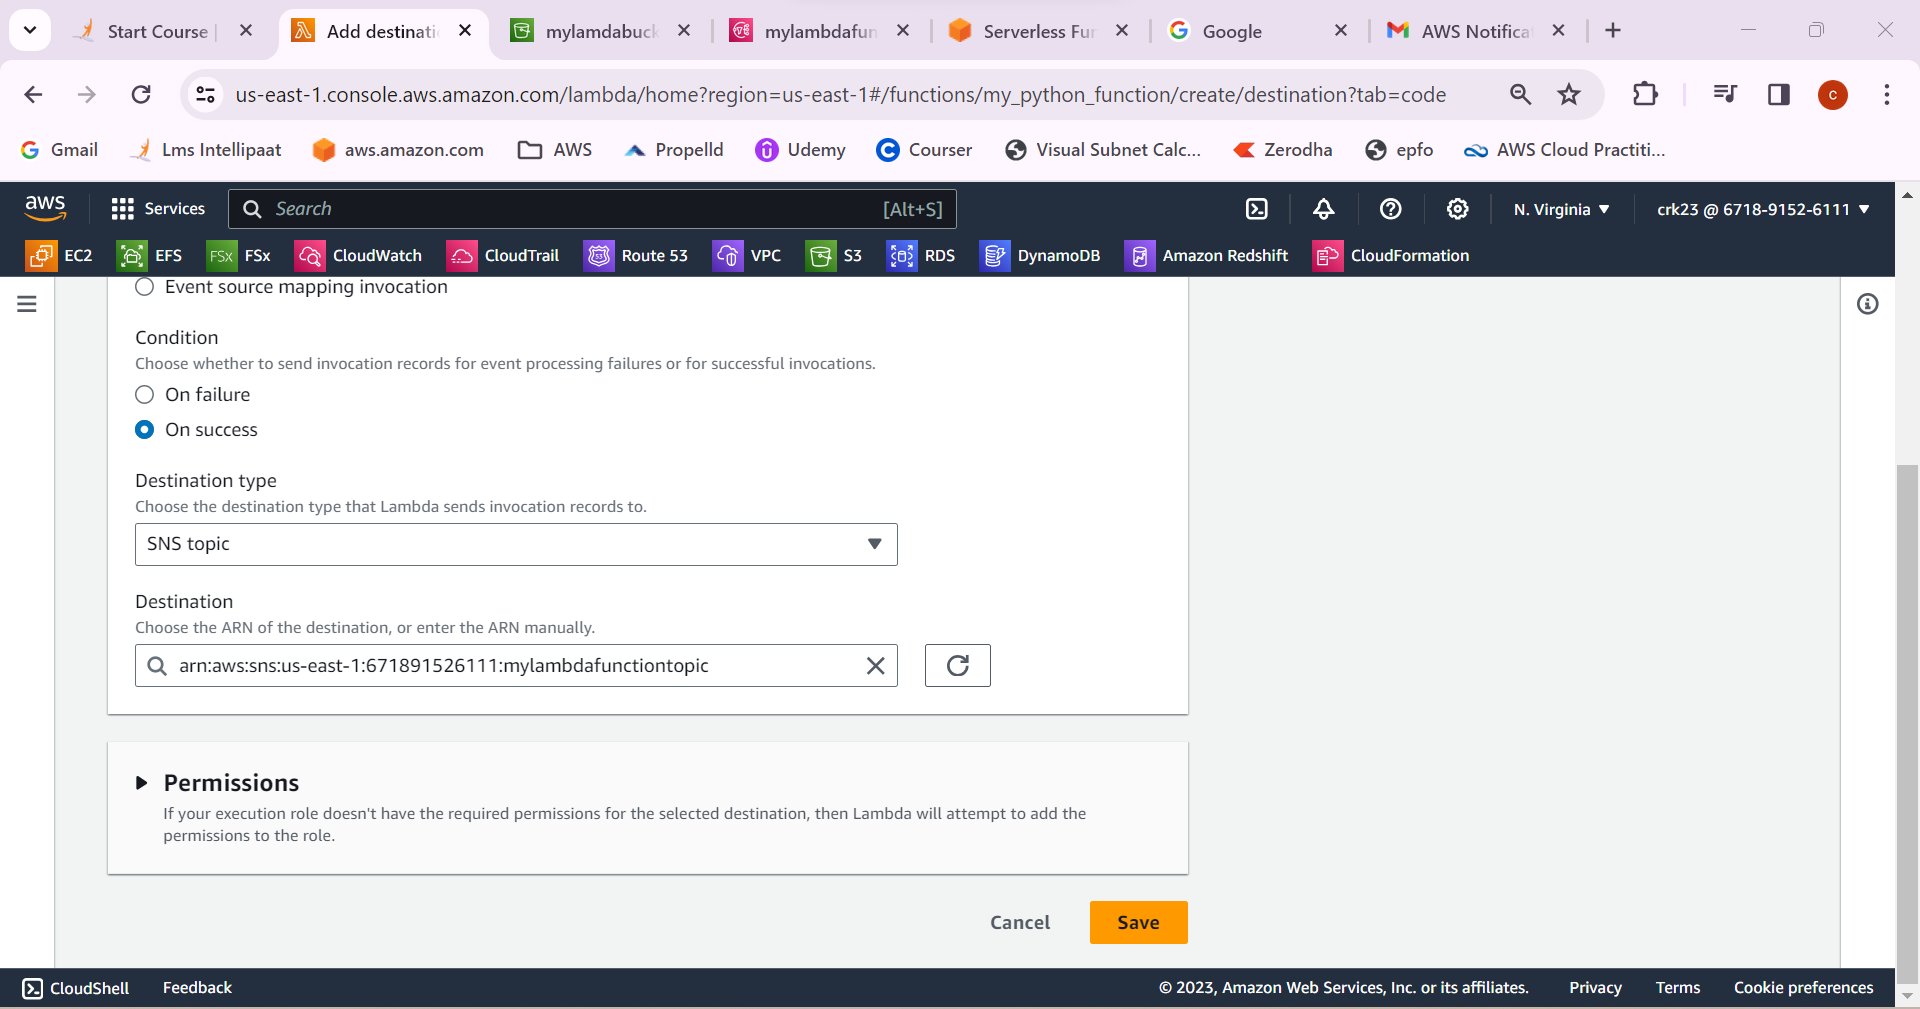 Start Course
Add destinati
mylamdabuck
mylambdafun
Serverless Fu
Google
AWS Notifica
us-east-1.console.aws.amazon.com/lambda/home?region=us-east-1#/functions/my_python_function/create/destination?tab=code
C
Gmail
Lms Intellipaat
aws.amazon.com
AWS
Propelld
Udemy
Courser
Visual Subnet Calc...
Zerodha
epfo
AWS Cloud Practiti...
aws
Services
Search
[Alt+S]
N. Virginia
crk23 @ 6718-9152-6111
EC2
EFS
FSx
FSx
CloudWatch
CloudTrail
Route 53
VPC
S3
RDS
DynamoDB
Amazon Redshift
CloudFormation
Event source mapping invocation
Condition
Choose whether to send invocation records for event processing failures or for successful invocations.
On failure
On success
Destination type
Choose the destination type that Lambda sends invocation records to.
SNS topic
Destination
Choose the ARN of the destination, or enter the ARN manually.
arn:aws:sns:us-east-1:671891526111:mylambdafunctiontopic
Permissions
If your execution role doesn't have the required permissions for the selected destination, then Lambda will attempt to add the
permissions to the role.
Cancel
Save
CloudShell
Feedback
© 2023, Amazon Web Services, Inc. or its affiliates.
Privacy
Terms
Cookie preferences